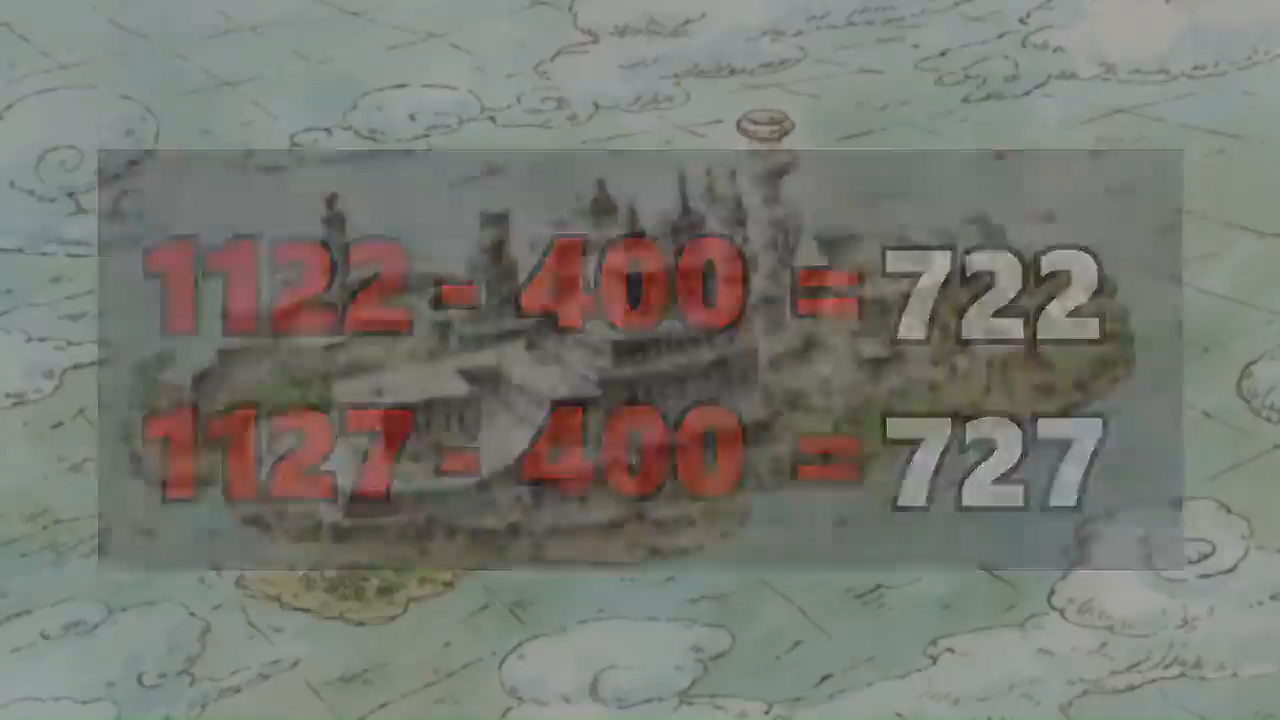 1122 - 400 = 722
1127 - 400 = 727